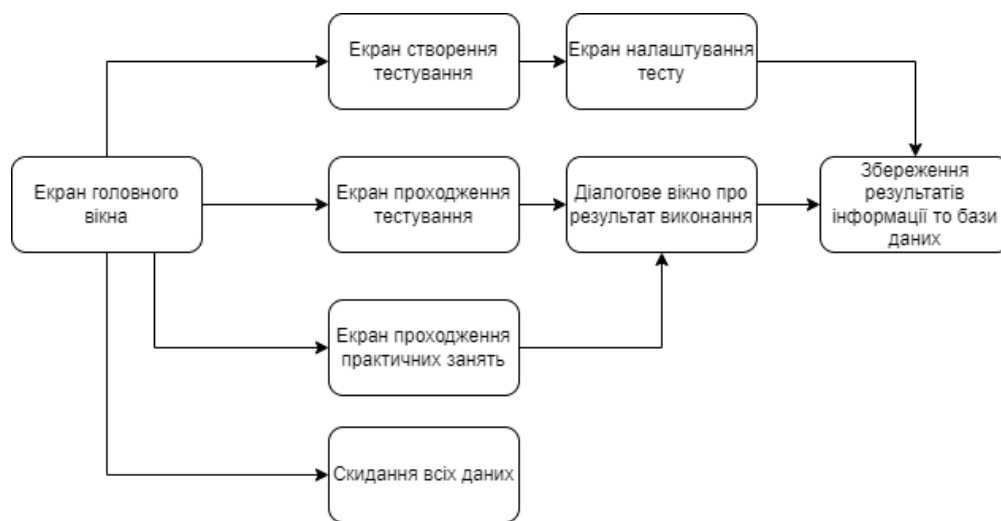 Екран створення
тестування
Екран налаштування
тесту
Екран головного
вікна
Екран проходження
тестування
Діалогове вікно про
результат виконання
Збереження
результатів
інформації то бази
даних
Екран проходження
практичних занять
Скидання всіх даних